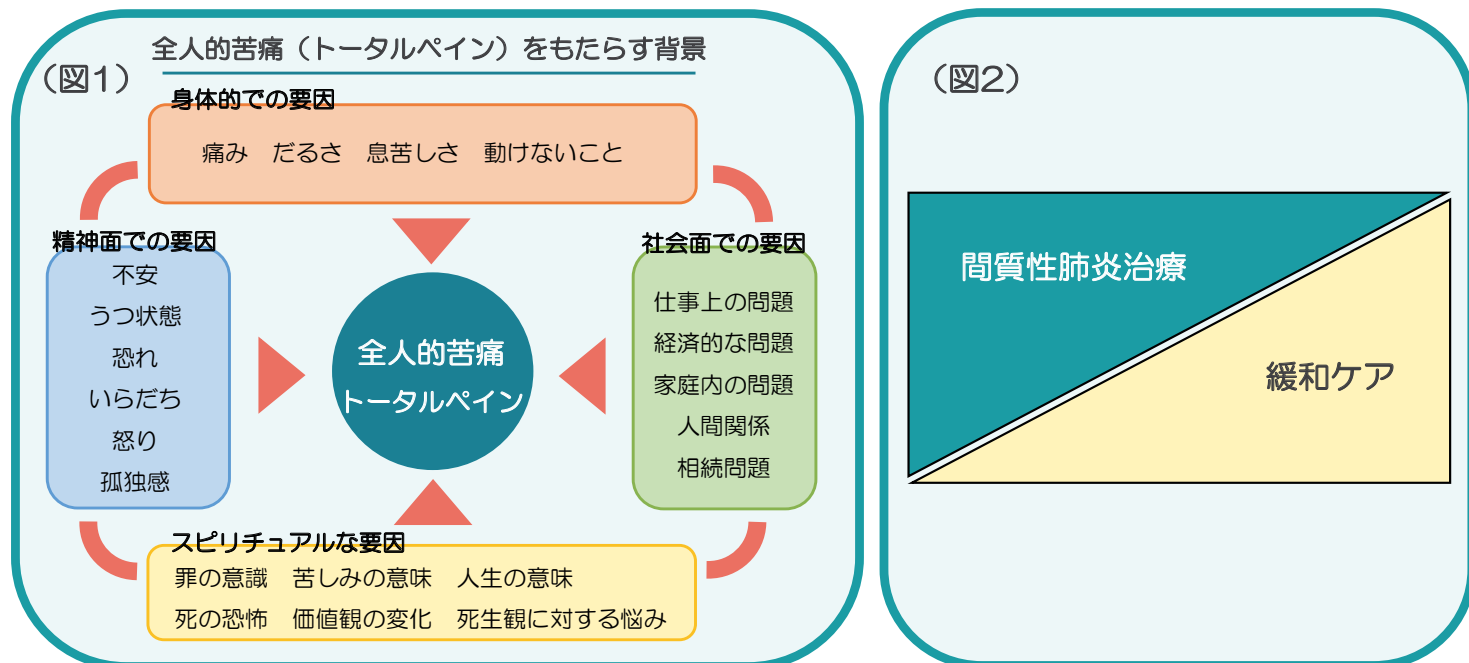 全人的苦痛（トータルペイン）をもたらす背景
（図1）
身体的での要因
痛み　だるさ　息苦しさ　動けないこと
精神面での要因
不安
うつ状態
恐れ
いらだち
怒り
孤独感
全人的苦痛
トータルペイン
社会面での要因
仕事上の問題
経済的な問題
家庭内の問題
人間関係
相続問題
スピリチュアルな要因
罪の意識　苦しみの意味　人生の意味
死の恐怖　価値観の変化　死生観に対する悩み
（図2）
間質性肺炎治療
緩和ケア